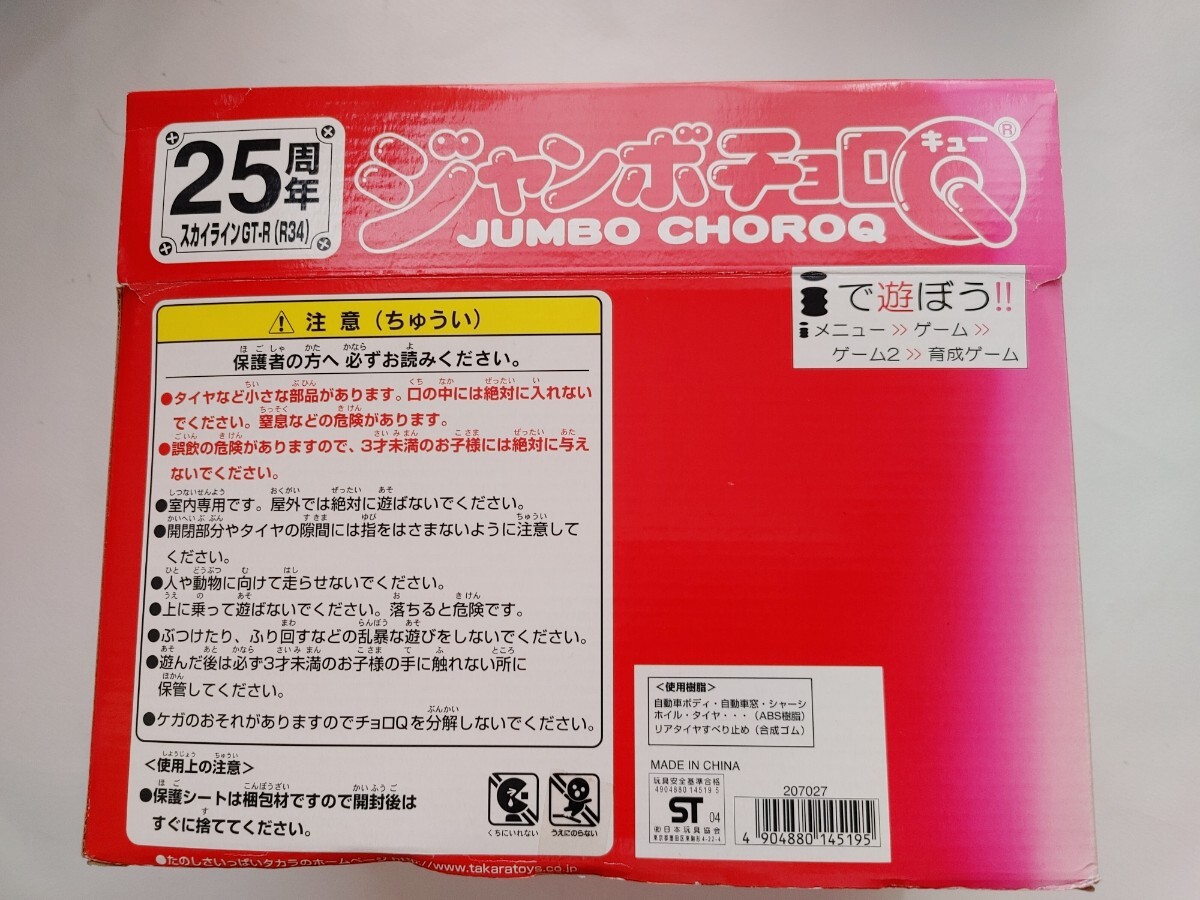 25周年
スカイラインGT-R (R34)
ジャンボチョロQ
キュー
®
JUMBO CHOROQ
iで遊ぼう!!
iメニュー >> ゲーム >>
ゲーム2 >> 育成ゲーム
注意（ちゅうい）
保護者の方へ 必ずお読みください。
●タイヤなど小さな部品があります。口の中には絶対に入れない
でください。窒息などの危険があります。
●誤飲の危険がありますので、3才未満のお子様には絶対に与え
ないでください。
●室内専用です。屋外では絶対に遊ばないでください。
●開閉部分やタイヤの隙間には指をはさまないように注意して
ください。
●人や動物に向けて走らせないでください。
●上に乗って遊ばないでください。落ちると危険です。
●ぶつけたり、ふり回すなどの乱暴な遊びをしないでください。
●遊んだ後は必ず3才未満のお子様の手に触れない所に
保管してください。
●ケガのおそれがありますのでチョロQを分解しないでください。
＜使用上の注意＞
●保護シートは梱包材ですので開封後は
すぐに捨ててください。
くちにいれない
うえにのらない
●たのしさいっぱいタカラのホームページ http://www.takaratoys.co.jp
＜使用樹脂＞
自動車ボディ・自動車窓・シャーシ
ホイル・タイヤ・・・（ABS樹脂）
リアタイヤすべり止め（合成ゴム）
MADE IN CHINA
玩具安全基準合格
4904880 14519 5
ST 04
㈳日本玩具協会
207027
4 904880 145195